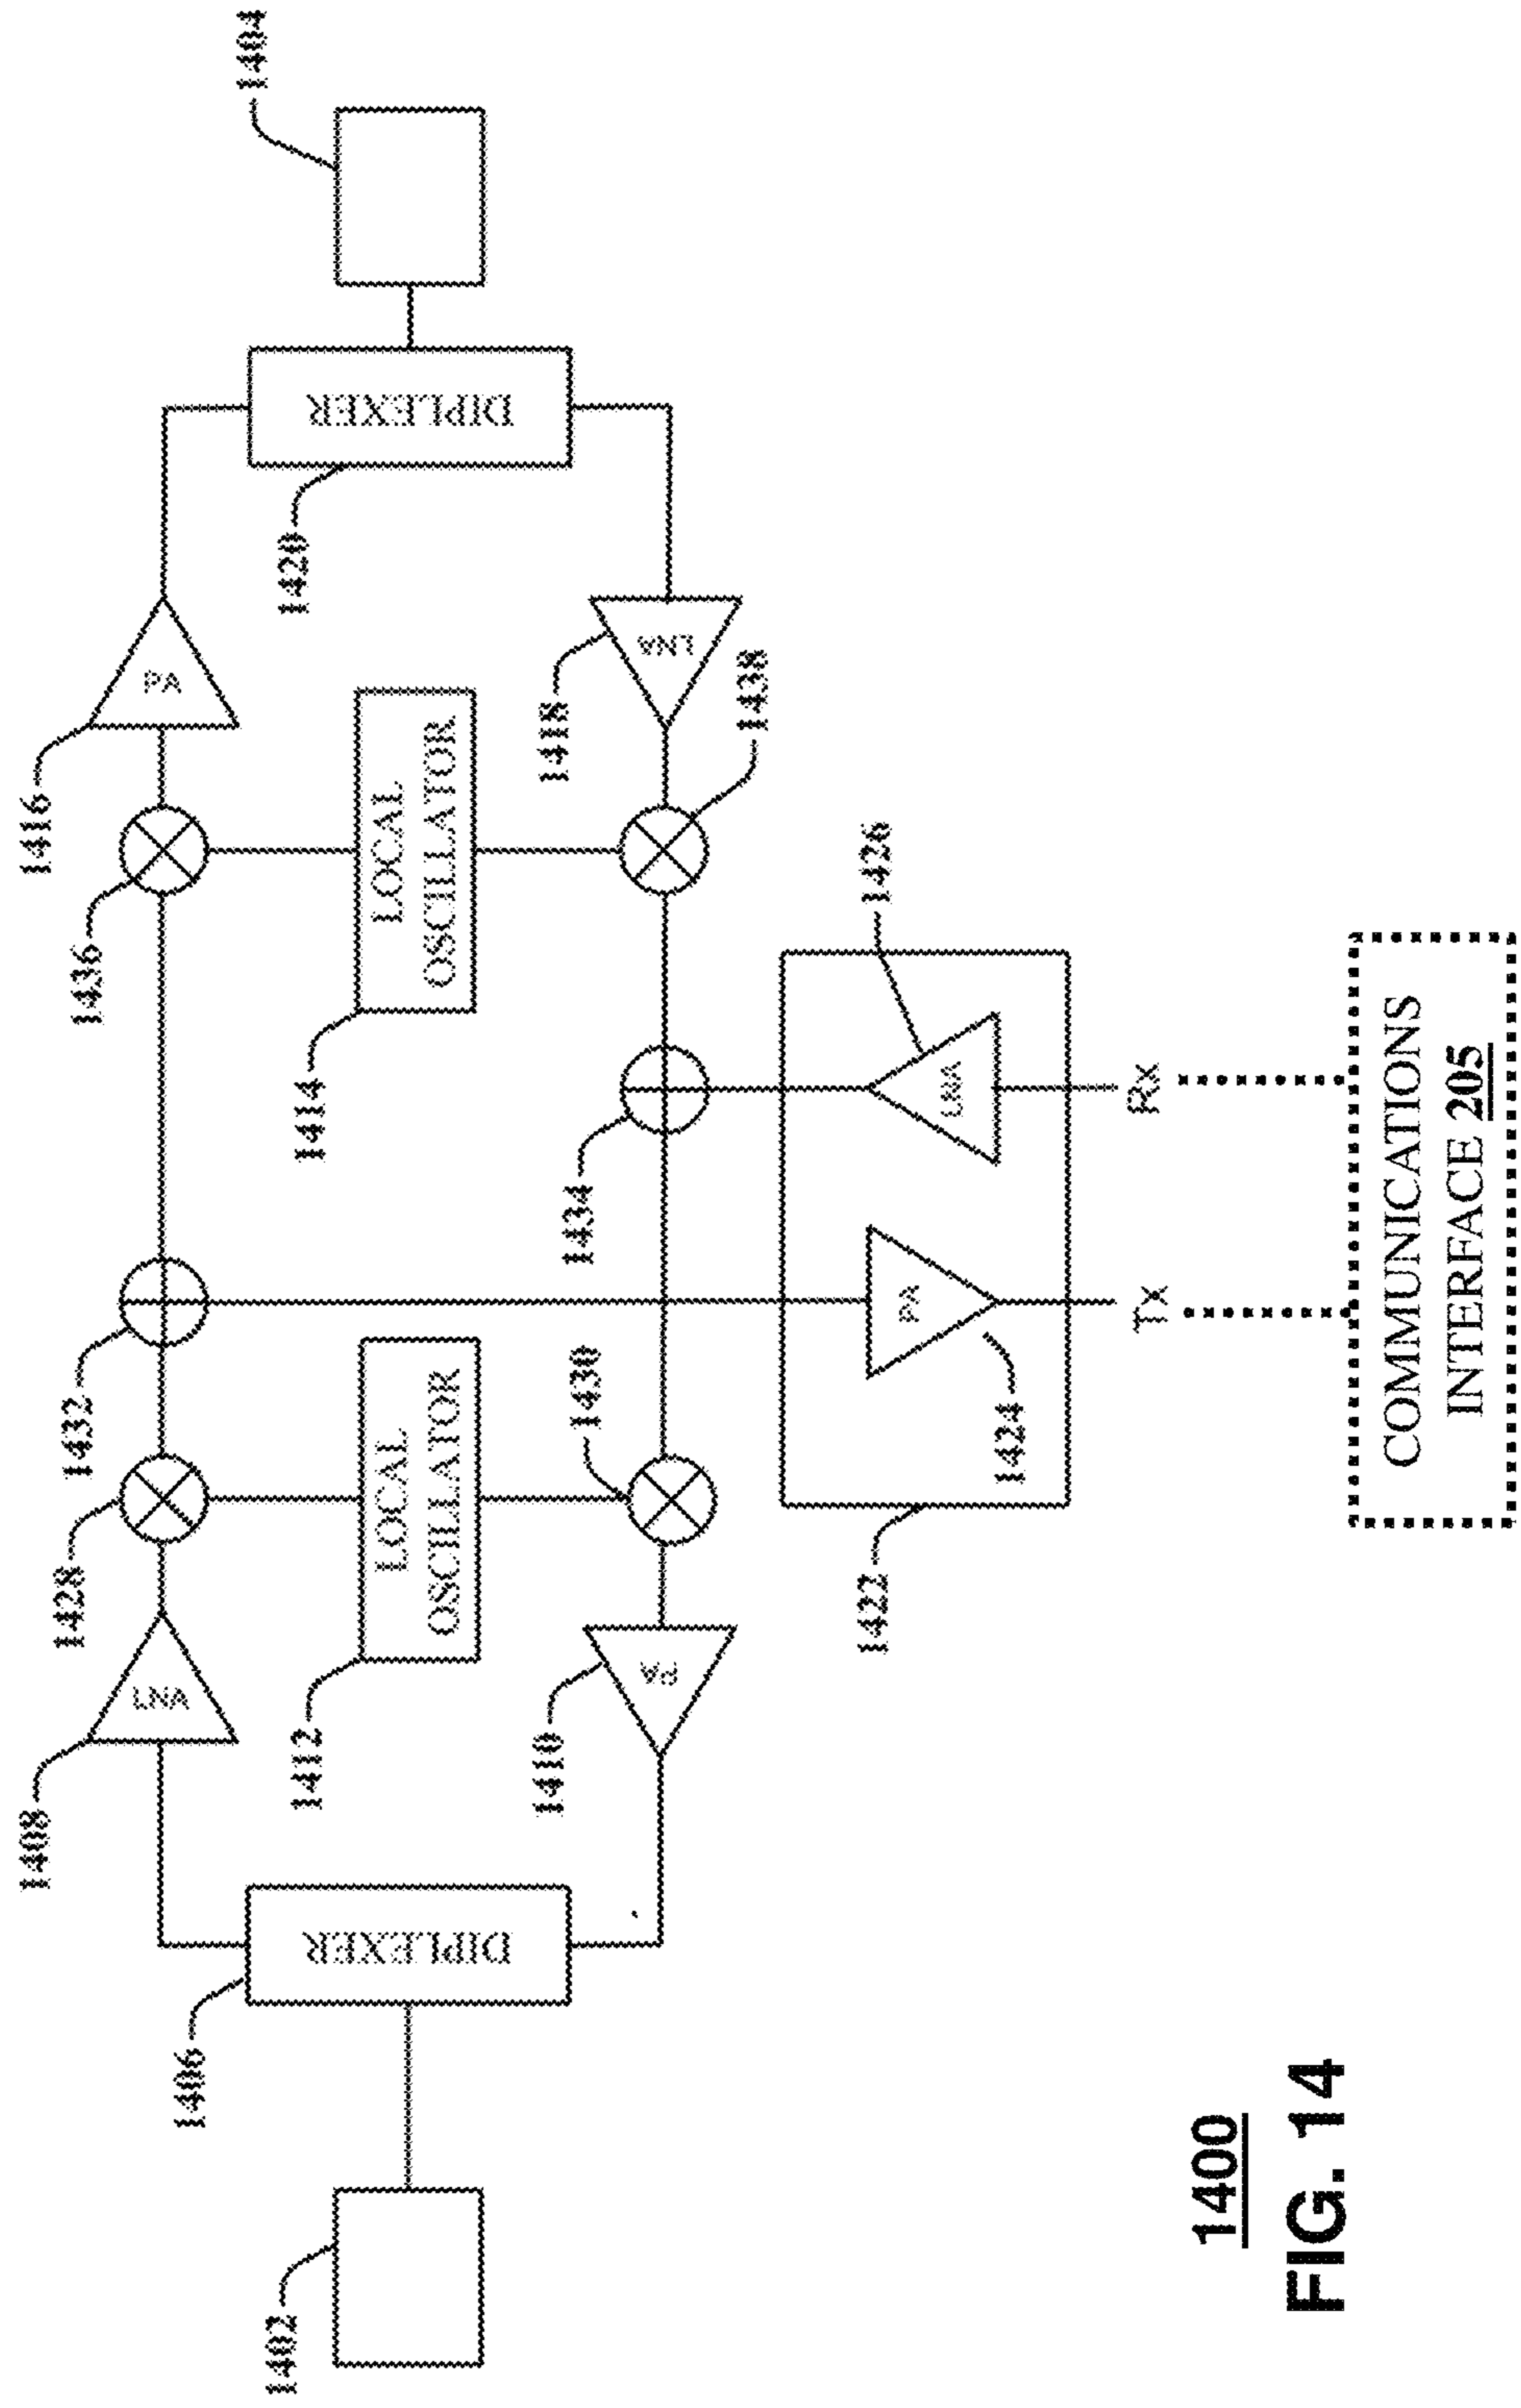 1404
1416
PA
1420
DIPLEXER
1436
LOCAL
OSCILLATOR
1418
LNA
1438
1414
1426
1432
1434
LNA
Rx
1428
LOCAL
OSCILLATOR
1430
PA
Tx
1424
1422
COMMUNICATIONS
INTERFACE 205
1408
LNA
1412
1410
PA
1406
DIPLEXER
1402
1400
FIG. 14